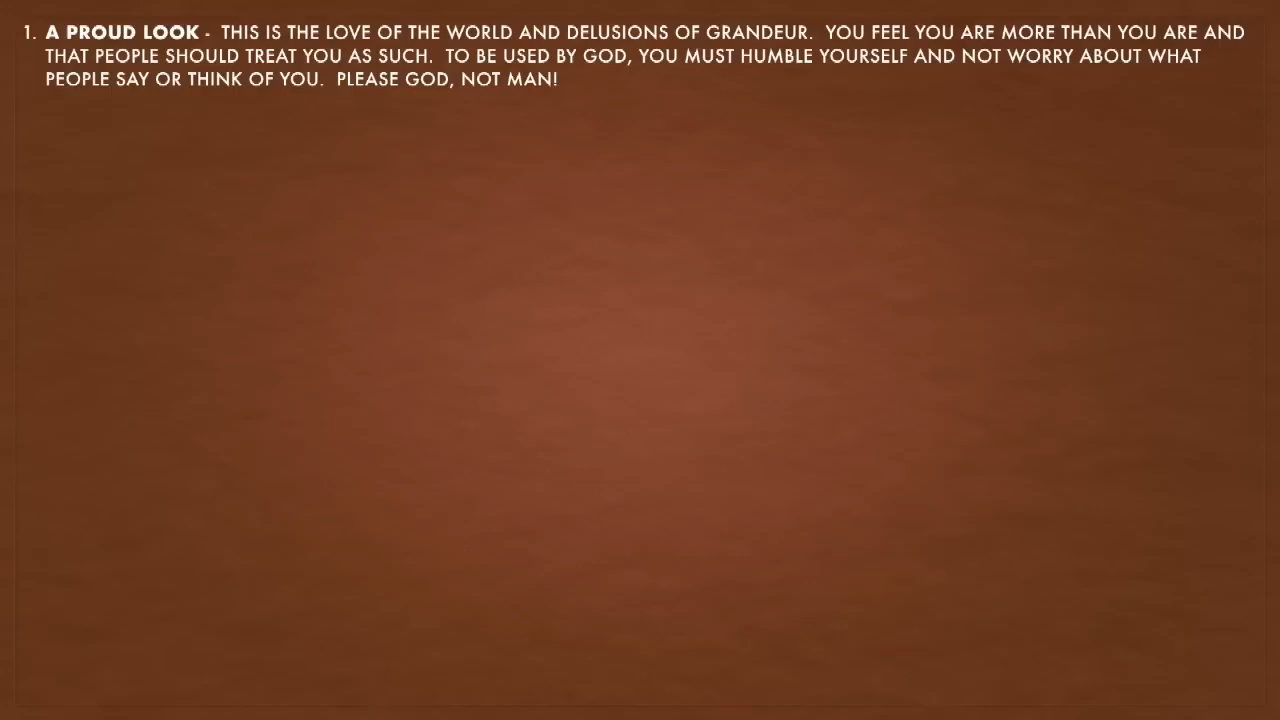 1. A PROUD LOOK - THIS IS THE LOVE OF THE WORLD AND DELUSIONS OF GRANDEUR. YOU FEEL YOU ARE MORE THAN YOU ARE AND
THAT PEOPLE SHOULD TREAT YOU AS SUCH. TO BE USED BY GOD, YOU MUST HUMBLE YOURSELF AND NOT WORRY ABOUT WHAT
PEOPLE SAY OR THINK OF YOU. PLEASE GOD, NOT MAN!